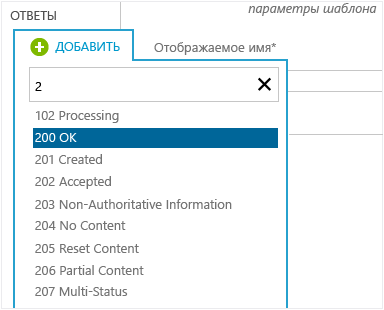 ОТВЕТЫ
параметры шаблона
ДОБАВИТЬ
Отображаемое имя*
2
102 Processing
200 OK
201 Created
202 Accepted
203 Non-Authoritative Information
204 No Content
205 Reset Content
206 Partial Content
207 Multi-Status